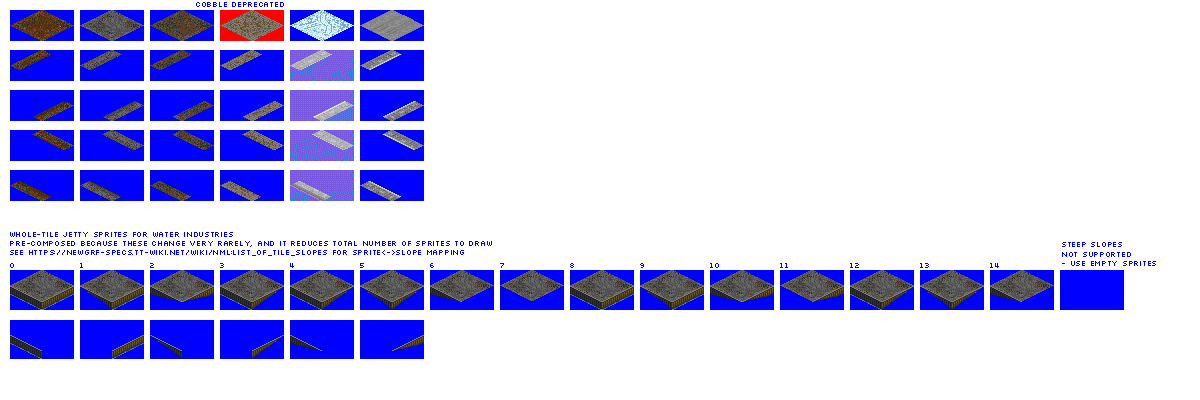 COBBLE DEPRECATED
WHOLE-TILE JETTY SPRITES FOR WATER INDUSTRIES
PRE-COMPOSED BECAUSE THESE CHANGE VERY RARELY, AND IT REDUCES TOTAL NUMBER OF SPRITES TO DRAW
SEE HTTPS://NEWGRF-SPECS.TT-WIKI.NET/WIKI/NML:LIST_OF_TILE_SLOPES FOR SPRITE<->SLOPE MAPPING
STEEP SLOPES
NOT SUPPORTED
- USE EMPTY SPRITES
0 1 2 3 4 5 6 7 8 9 10 11 12 13 14